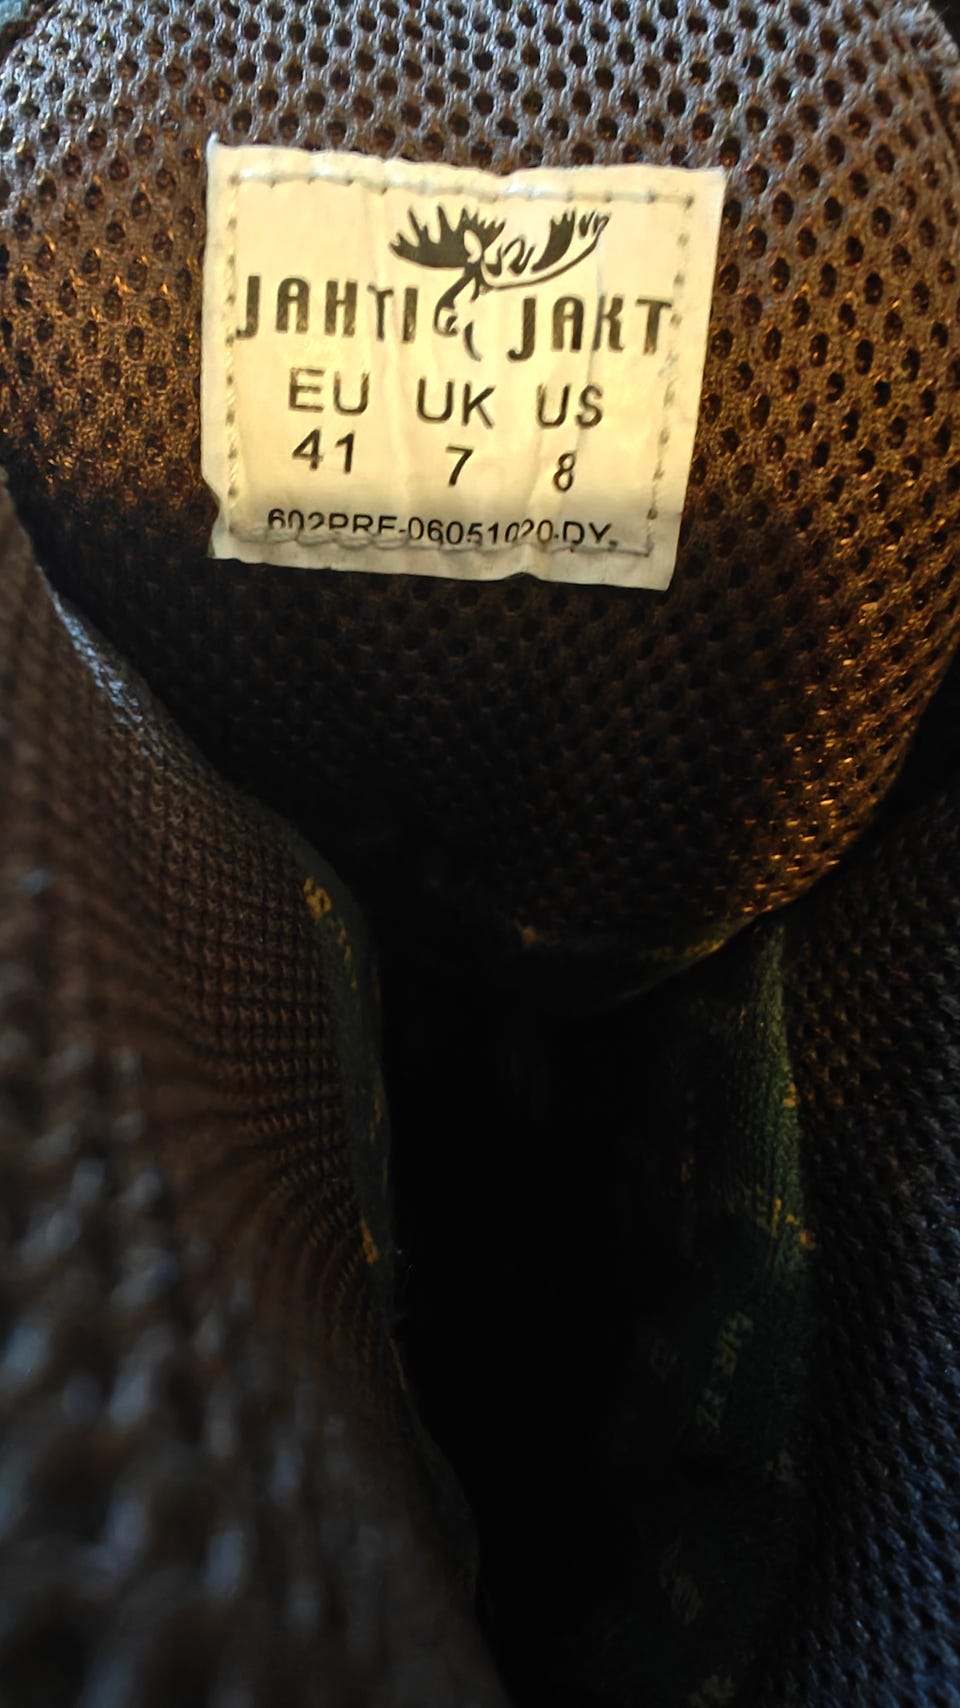 JAHTI JAKT
EU UK US
41 7 8
602PRF-06051020-DY